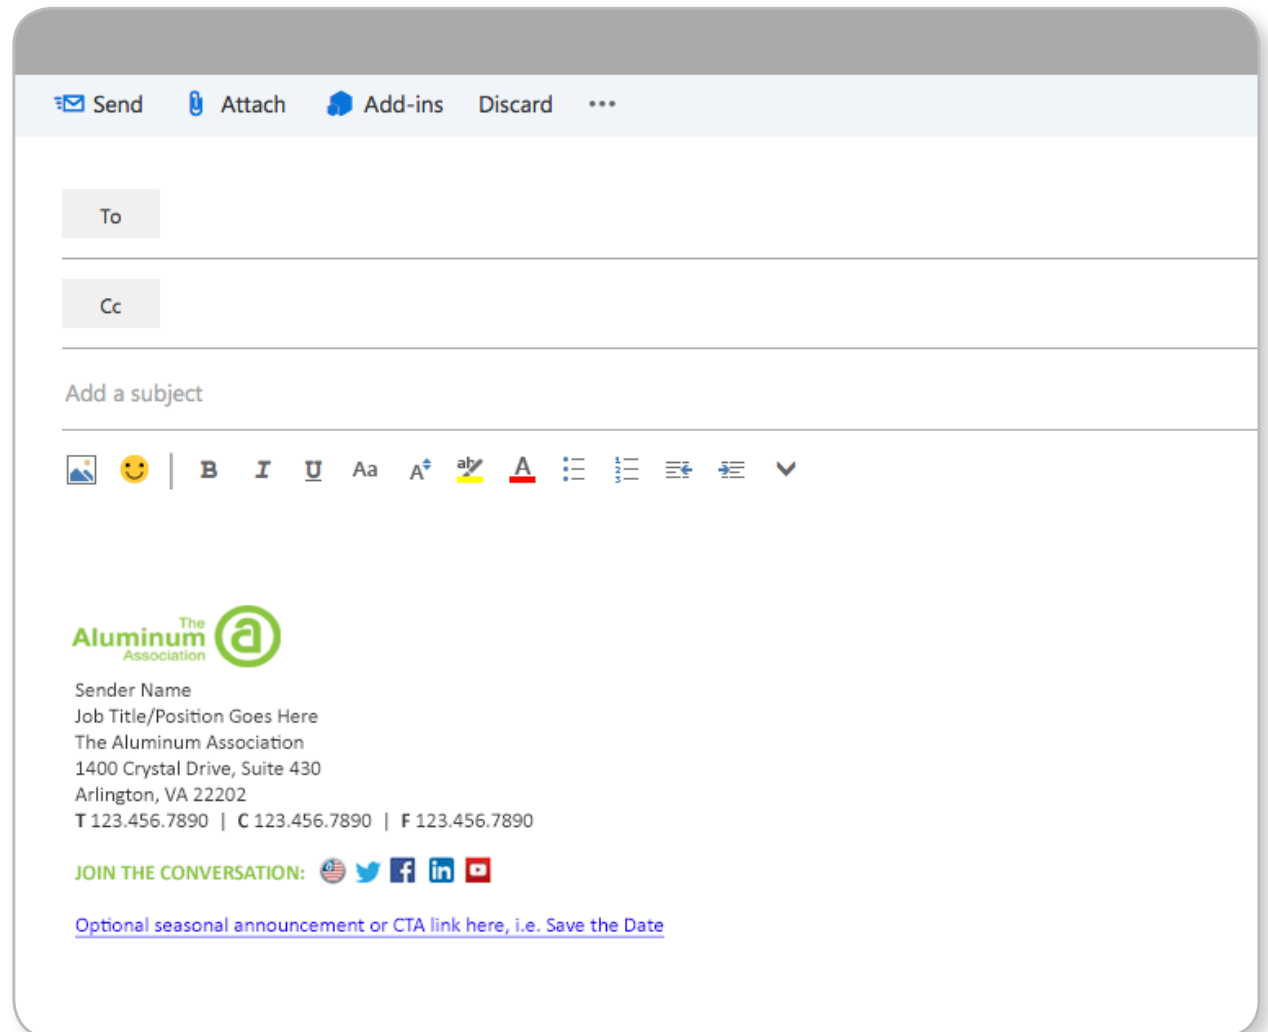 Send Attach Add-ins Discard ...
To
Cc
Add a subject
B I U Aa A ab A
The
Aluminum
Association
a
Sender Name
Job Title/Position Goes Here
The Aluminum Association
1400 Crystal Drive, Suite 430
Arlington, VA 22202
T 123.456.7890 | C 123.456.7890 | F 123.456.7890
JOIN THE CONVERSATION: f in
Optional seasonal announcement or CTA link here, i.e. Save the Date